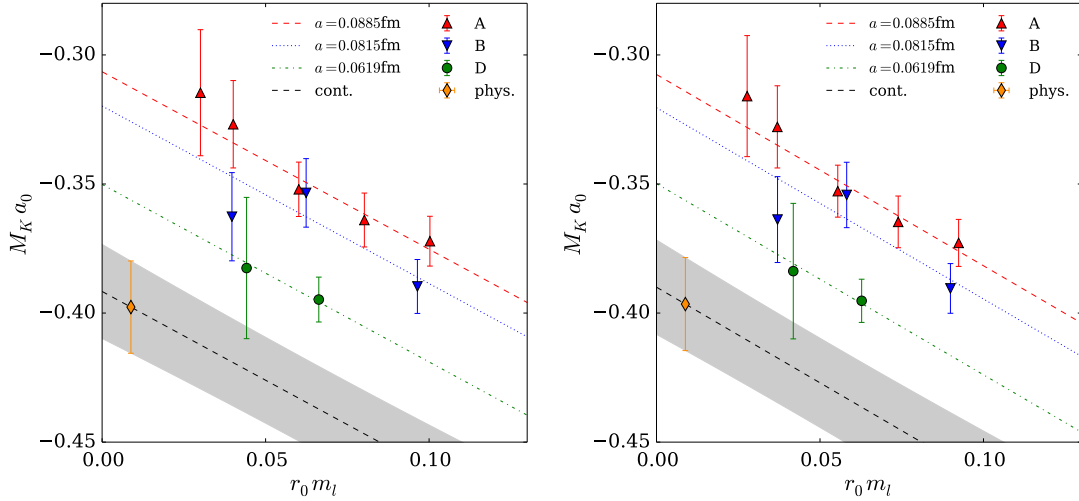 a=0.0885fm A
a=0.0815fm B
a=0.0619fm D
cont. phys.
−0.30
−0.35
−0.40
−0.45
M_K a_0
0.00 0.05 0.10
r_0 m_l
a=0.0885fm A
a=0.0815fm B
a=0.0619fm D
cont. phys.
−0.30
−0.35
−0.40
−0.45
M_K a_0
0.00 0.05 0.10
r_0 m_l